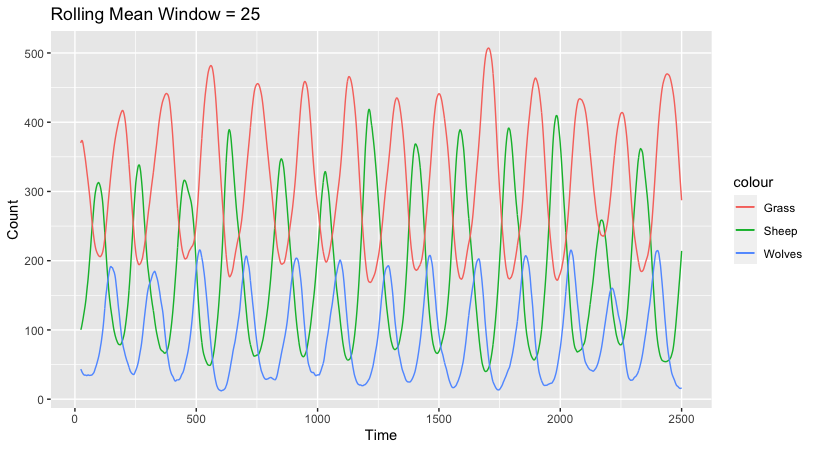 Rolling Mean Window = 25
500
400
300
200
100
0
Count
0 500 1000 1500 2000 2500
Time
colour
Grass
Sheep
Wolves